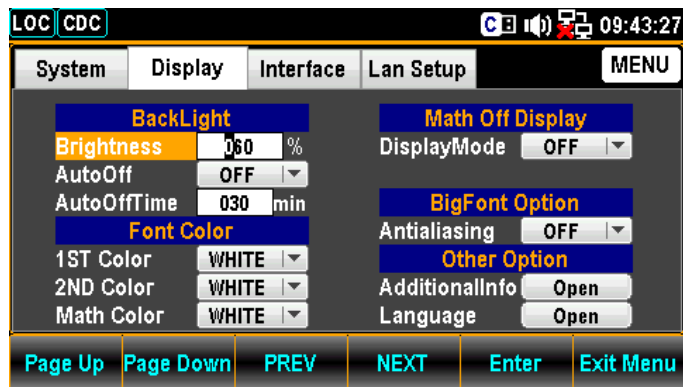 LOC CDC C 09:43:27
System Display Interface Lan Setup MENU
BackLight
Brightness 060 %
AutoOff OFF
AutoOffTime 030 min
Font Color
1ST Color WHITE
2ND Color WHITE
Math Color WHITE
Math Off Display
DisplayMode OFF
BigFont Option
Antialiasing OFF
Other Option
AdditionalInfo Open
Language Open
Page Up Page Down PREV NEXT Enter Exit Menu